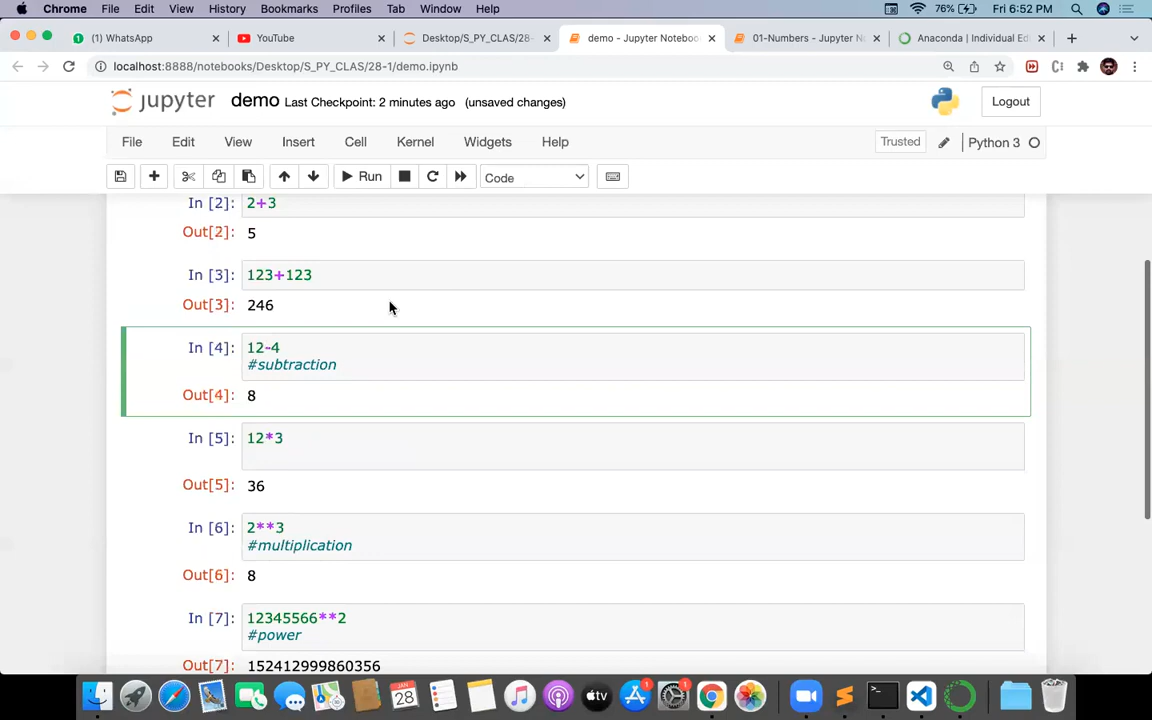 Chrome File Edit View History Bookmarks Profiles Tab Window Help 76% Fri 6:52 PM
(1) WhatsApp YouTube Desktop/S_PY_CLAS/28- demo - Jupyter Noteboo 01-Numbers - Jupyter N Anaconda | Individual Ed
localhost:8888/notebooks/Desktop/S_PY_CLAS/28-1/demo.ipynb
jupyter demo Last Checkpoint: 2 minutes ago (unsaved changes) Logout
File Edit View Insert Cell Kernel Widgets Help Trusted Python 3
Run Code
In [2]: 2+3
Out[2]: 5
In [3]: 123+123
Out[3]: 246
In [4]: 12-4
#subtraction
Out[4]: 8
In [5]: 12*3
Out[5]: 36
In [6]: 2**3
#multiplication
Out[6]: 8
In [7]: 12345566**2
#power
Out[7]: 152412999860356
JAN
28
tv
1
1